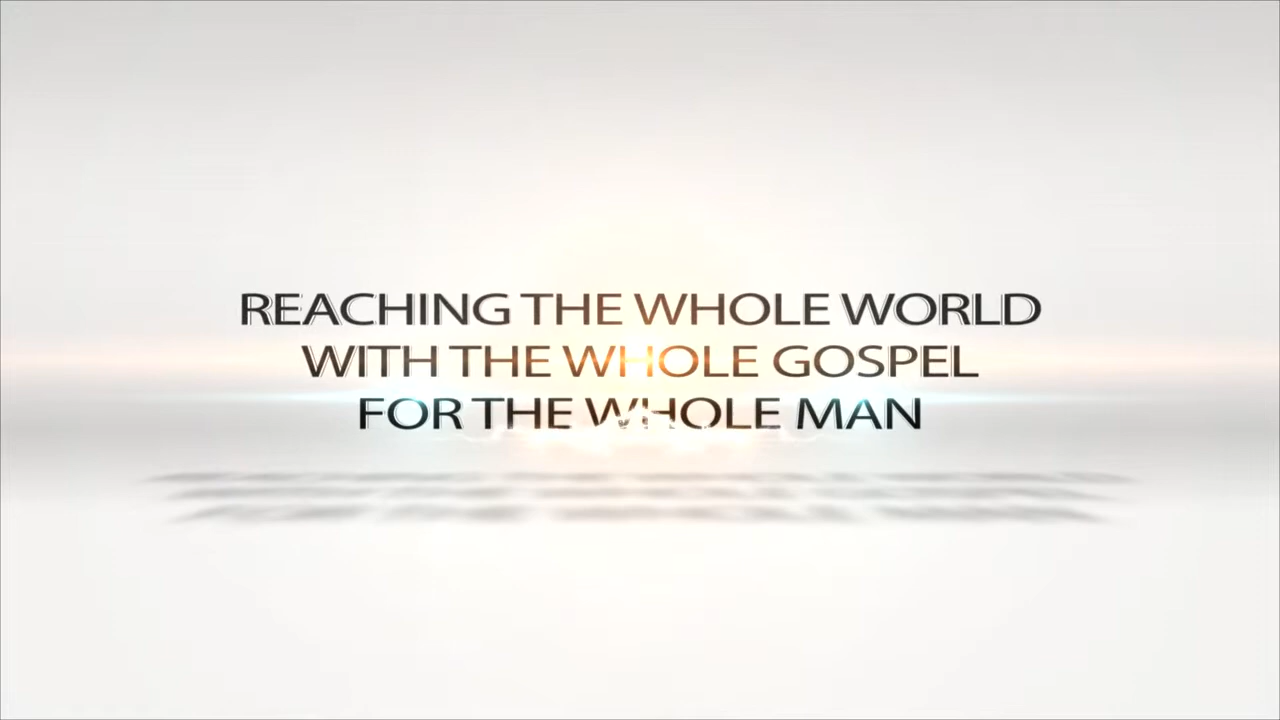 REACHING THE WHOLE WORLD
WITH THE WHOLE GOSPEL
FOR THE WHOLE MAN